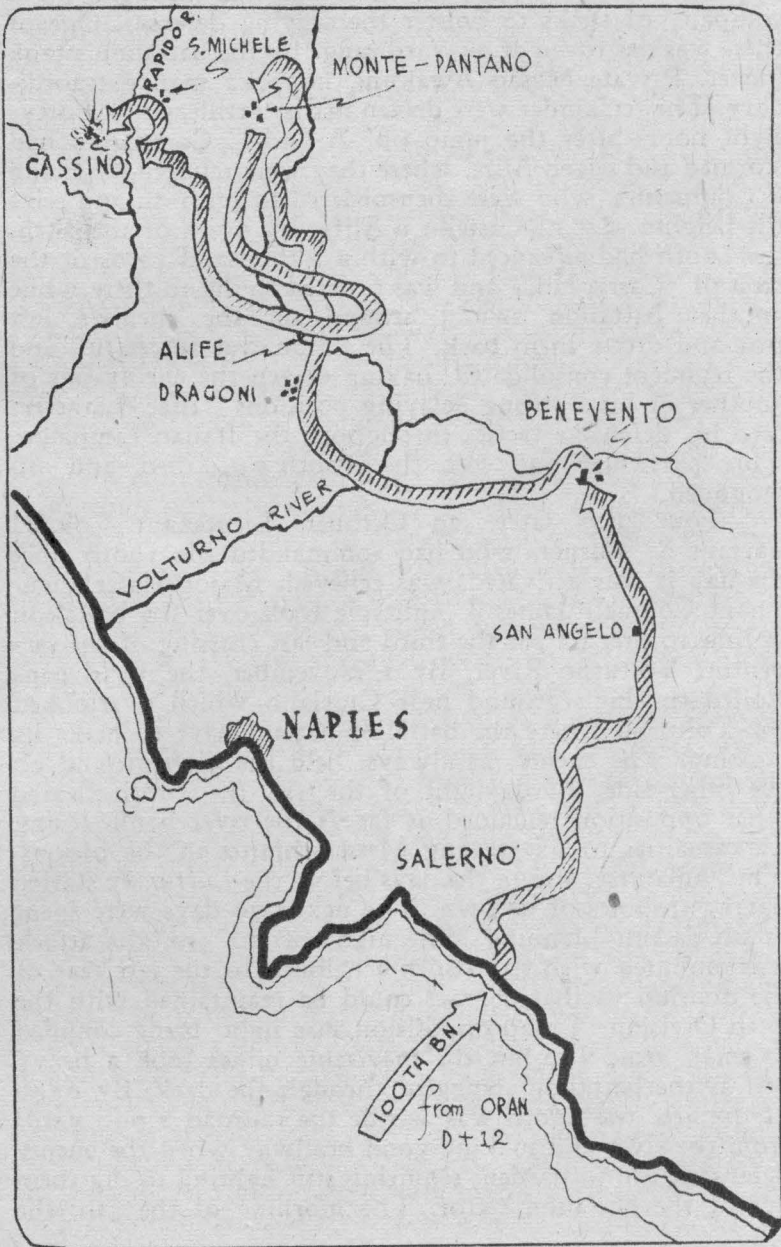 RAPIDO R
S. MICHELE
MONTE-PANTANO
CASSINO
ALIFE
DRAGONI
BENEVENTO
VOLTURNO RIVER
SAN ANGELO
NAPLES
SALERNO
100TH BN.
from ORAN
D+12